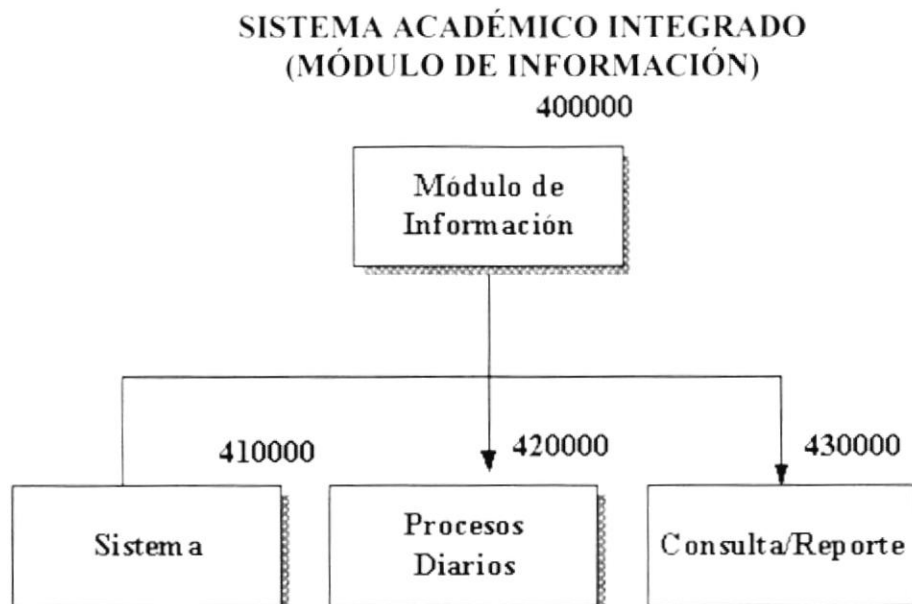 SISTEMA ACADÉMICO INTEGRADO
(MÓDULO DE INFORMACIÓN)
400000
Módulo de
Información
410000
420000
430000
Sistema
Procesos
Diarios
Consulta/Reporte